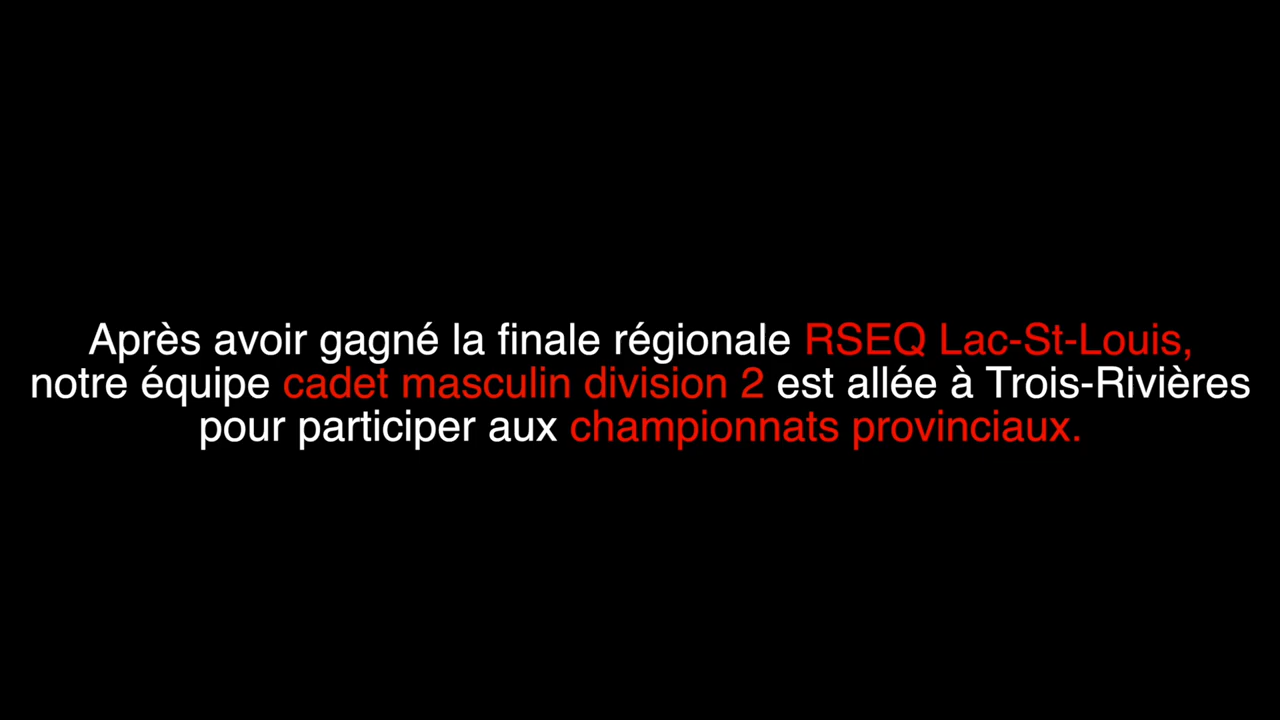 Après avoir gagné la finale régionale RSEQ Lac-St-Louis,
notre équipe cadet masculin division 2 est allée à Trois-Rivières
pour participer aux championnats provinciaux.